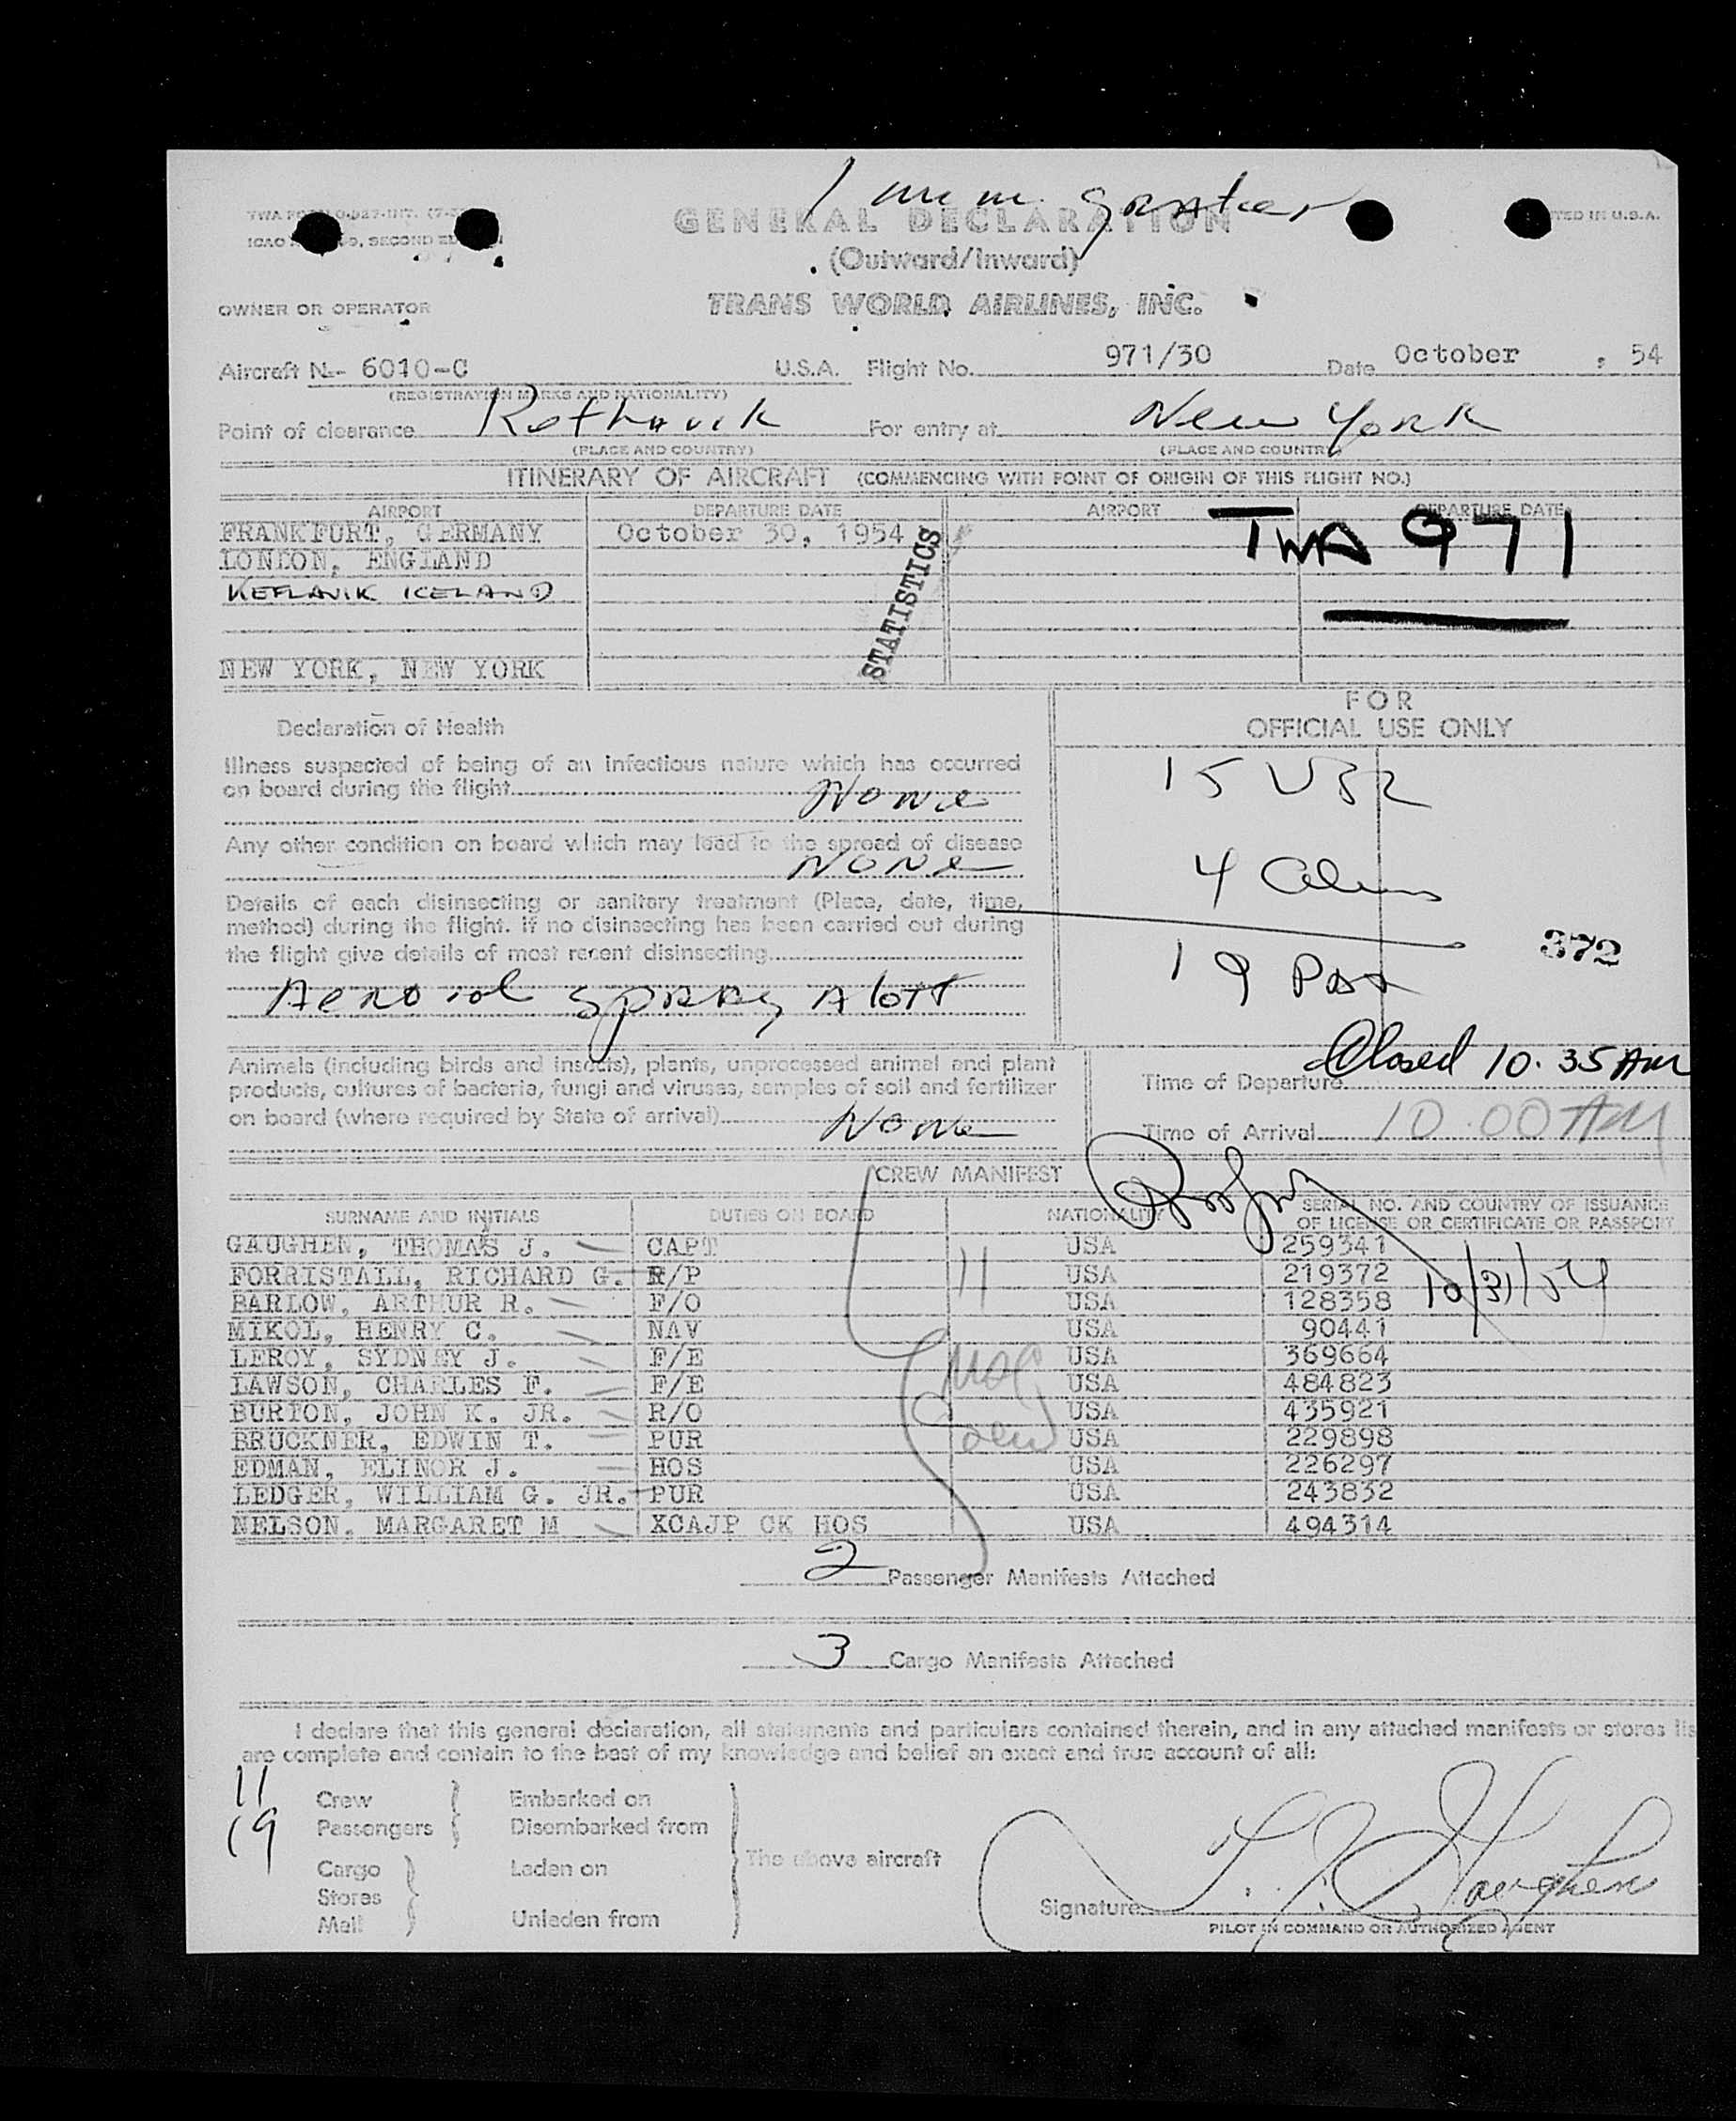 GENERAL DECLARATION
(Outward/Inward)
TRANS WORLD AIRLINES, INC.
OWNER OR OPERATOR
Aircraft N-- 6010-C U.S.A. Flight No. 971/30 Date October , 54
(REGISTRATION MARKS AND NATIONALITY)
Point of clearance For entry at New York
(PLACE AND COUNTRY) (PLACE AND COUNTRY)
ITINERARY OF AIRCRAFT (COMMENCING WITH POINT OF ORIGIN OF THIS FLIGHT NO.)
AIRPORT DEPARTURE DATE AIRPORT DEPARTURE DATE
FRANKFURT, GERMANY October 30, 1954
TWA 971
LONDON, ENGLAND
KEFLAVIK ICELAND
STATISTICS
NEW YORK, NEW YORK
FOR
OFFICIAL USE ONLY
Declaration of Health
Illness suspected of being of an infectious nature which has occurred
on board during the flight None
15 USR
Any other condition on board which may lead to the spread of disease
None
4
Details of each disinsecting or sanitary treatment (Place, date, time,
method) during the flight. If no disinsecting has been carried out during
the flight give details of most recent disinsecting
372
19 Pax
spray
Animals (including birds and insects), plants, unprocessed animal and plant
products, cultures of bacteria, fungi and viruses, samples of soil and fertilizer
on board (where required by State of arrival) None
Closed 10.35 AM
Time of Departure
Time of Arrival 10.00 AM
CREW MANIFEST
SURNAME AND INITIALS DUTIES ON BOARD NATIONALITY SERIAL NO. AND COUNTRY OF ISSUANCE
OF LICENSE OR CERTIFICATE OR PASSPORT
GAUGHEN, THOMAS J. CAPT USA 259341
FORRISTALL, RICHARD G. R/P 11 USA 219372 10/31/54
BARLOW, ARTHUR R. F/O USA 128358
MIKOL, HENRY C. NAV USA 90441
LEROY, SYDNEY J. F/E USA 369664
LAWSON, CHARLES F. F/E USA 484823
BURTON, JOHN K. JR. R/O USA 435921
BRUCKNER, EDWIN T. PUR USA 229898
EDMAN, ELINOR J. HOS USA 226297
LEDGER, WILLIAM G. JR. PUR USA 243832
NELSON, MARGARET M XCAJP CK HOS USA 494314
2 Passenger Manifests Attached
3 Cargo Manifests Attached
I declare that this general declaration, all statements and particulars contained therein, and in any attached manifests or stores lis
are complete and contain to the best of my knowledge and belief an exact and true account of all:
11 Crew Embarked on
19 Passengers Disembarked from
The above aircraft
Cargo Laden on
Stores
Mail Unladen from
Signature T. J. Gaughen
PILOT IN COMMAND OR AUTHORIZED AGENT